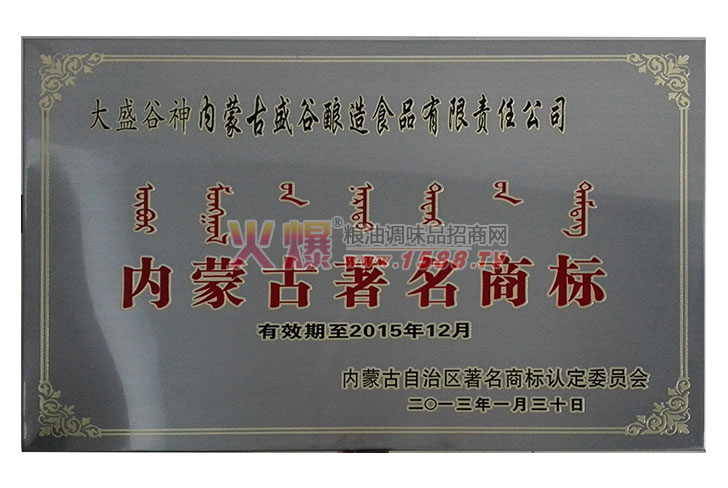 大盛谷神内蒙古盛谷酿造食品有限责任公司
火爆®粮油调味品招商网
www.1588.TV
内蒙古著名商标
有效期至2015年12月
内蒙古自治区著名商标认定委员会
二〇一三年一月三十日